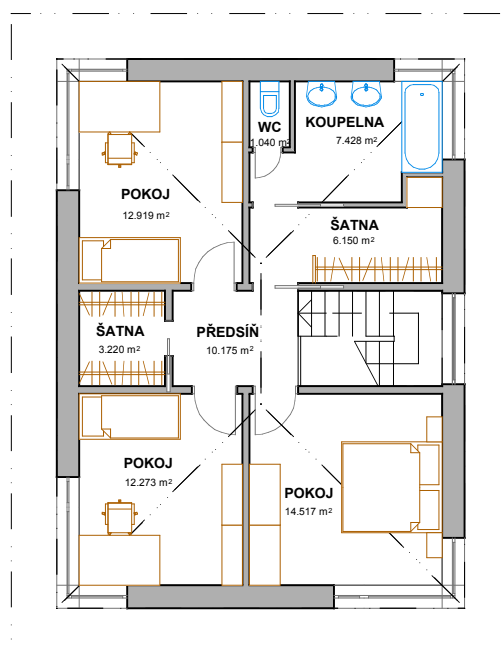 WC
1.040 m²
KOUPELNA
7.428 m²
POKOJ
12.919 m²
ŠATNA
6.150 m²
ŠATNA
3.220 m²
PŘEDSÍŇ
10.175 m²
POKOJ
12.273 m²
POKOJ
14.517 m²